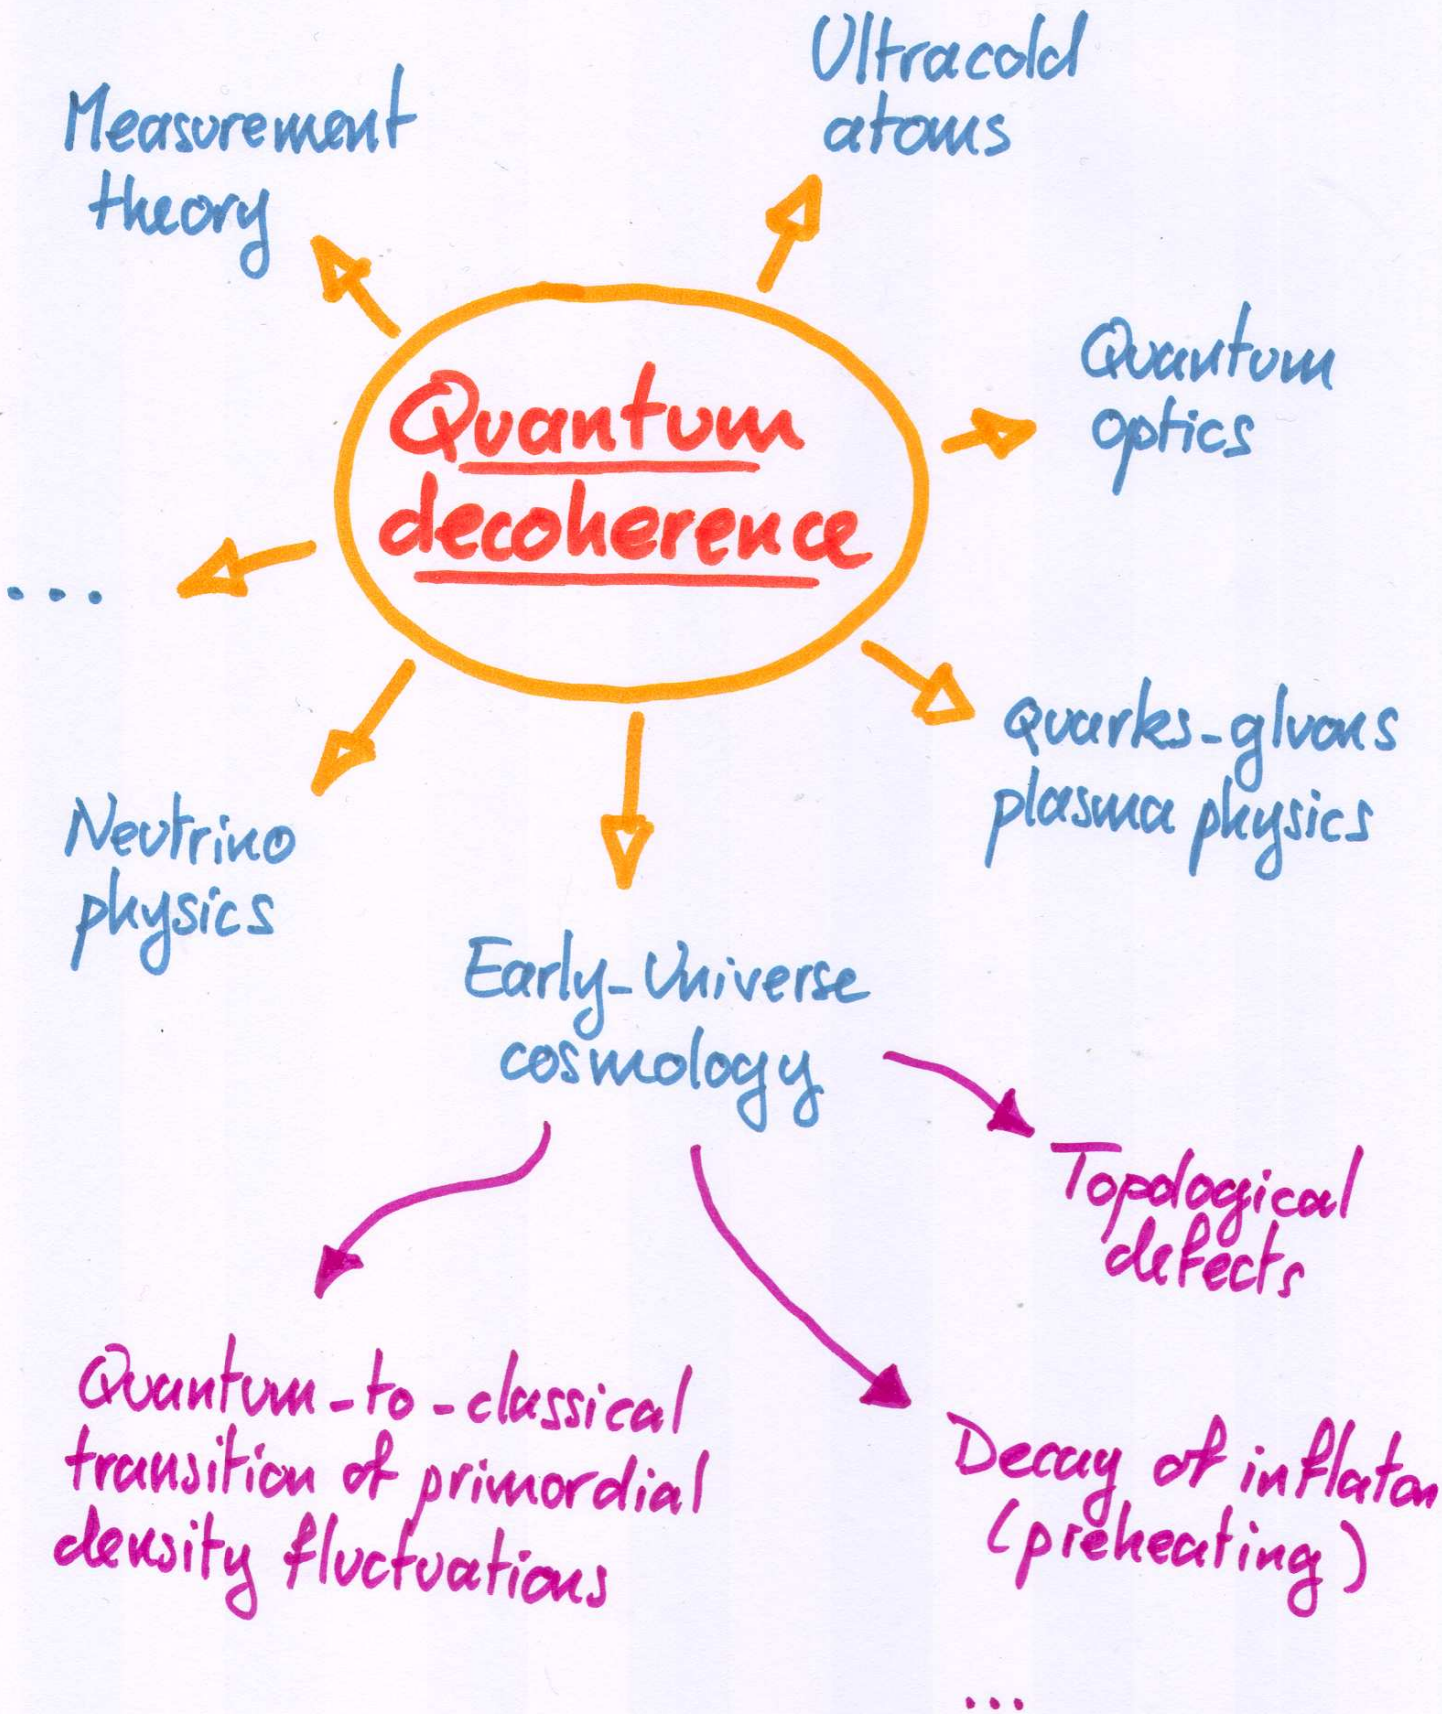 Measurement
theory
Ultracold
atoms
Quantum
optics
Quantum
decoherence
...
Quarks-gluons
plasma physics
Neutrino
physics
Early-Universe
cosmology
Topological
defects
Quantum-to-classical
transition of primordial
density fluctuations
Decay of inflaton
(preheating)
...